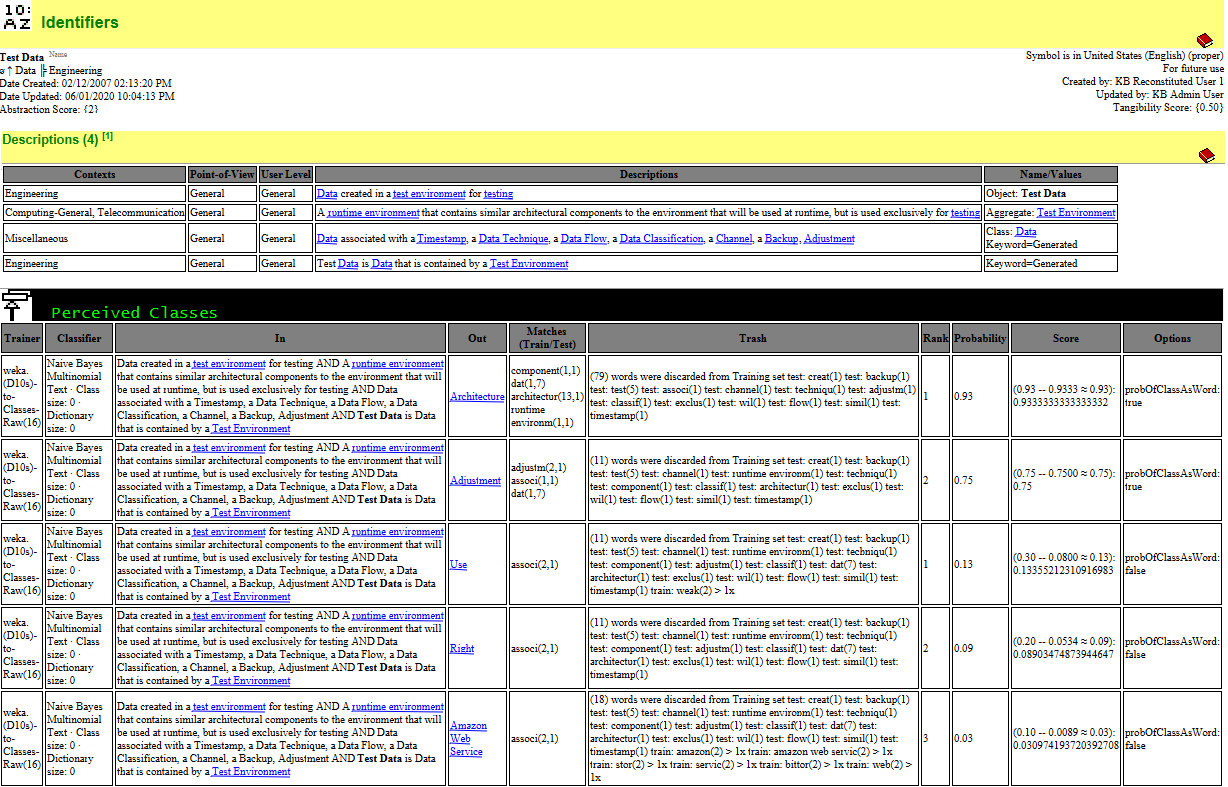 10:
AZ
Identifiers
Test Data Name
Symbol is in United States (English) (proper)
↑ Data ╠ Engineering
For future use
Date Created: 02/12/2007 02:13:20 PM
Created by: KB Reconstituted User 1
Date Updated: 06/01/2020 10:04:13 PM
Updated by: KB Admin User
Abstraction Score: {2}
Tangibility Score: {0.50}
Descriptions (4) [1]
Contexts Point-of-View User Level Descriptions Name/Values
Engineering General General Data created in a test environment for testing Object: Test Data
Computing-General, Telecommunication General General A runtime environment that contains similar architectural components to the environment that will be used at runtime, but is used exclusively for testing Aggregate: Test Environment
Miscellaneous General General Data associated with a Timestamp, a Data Technique, a Data Flow, a Data Classification, a Channel, a Backup, Adjustment Class: Data
Keyword=Generated
Engineering General General Test Data is Data that is contained by a Test Environment Keyword=Generated
Perceived Classes
Trainer Classifier In Out Matches
(Train/Test) Trash Rank Probability Score Options
weka.
(D10s)-
to-
Classes-
Raw(16)
Naive Bayes
Multinomial
Text · Class
size: 0 ·
Dictionary
size: 0
Data created in a test environment for testing AND A runtime environment
that contains similar architectural components to the environment that will
be used at runtime, but is used exclusively for testing AND Data
associated with a Timestamp, a Data Technique, a Data Flow, a Data
Classification, a Channel, a Backup, Adjustment AND Test Data is Data
that is contained by a Test Environment
Architecture
component(1,1)
dat(1,7)
architectur(13,1)
runtime
environm(1,1)
(79) words were discarded from Training set test: creat(1) test: backup(1)
test: test(5) test: associ(1) test: channel(1) test: techniqu(1) test: adjustm(1)
test: classif(1) test: exclus(1) test: wil(1) test: flow(1) test: simil(1) test:
timestamp(1)
1
0.93
(0.93 -- 0.9333 ≈ 0.93):
0.9333333333333332
probOfClassAsWord:
true
weka.
(D10s)-
to-
Classes-
Raw(16)
Naive Bayes
Multinomial
Text · Class
size: 0 ·
Dictionary
size: 0
Data created in a test environment for testing AND A runtime environment
that contains similar architectural components to the environment that will
be used at runtime, but is used exclusively for testing AND Data
associated with a Timestamp, a Data Technique, a Data Flow, a Data
Classification, a Channel, a Backup, Adjustment AND Test Data is Data
that is contained by a Test Environment
Adjustment
adjustm(2,1)
associ(1,1)
dat(1,7)
(11) words were discarded from Training set test: creat(1) test: backup(1)
test: test(5) test: channel(1) test: runtime environm(1) test: techniqu(1)
test: component(1) test: classif(1) test: architectur(1) test: exclus(1) test:
wil(1) test: flow(1) test: simil(1) test: timestamp(1)
2
0.75
(0.75 -- 0.7500 ≈ 0.75):
0.75
probOfClassAsWord:
true
weka.
(D10s)-
to-
Classes-
Raw(16)
Naive Bayes
Multinomial
Text · Class
size: 0 ·
Dictionary
size: 0
Data created in a test environment for testing AND A runtime environment
that contains similar architectural components to the environment that will
be used at runtime, but is used exclusively for testing AND Data
associated with a Timestamp, a Data Technique, a Data Flow, a Data
Classification, a Channel, a Backup, Adjustment AND Test Data is Data
that is contained by a Test Environment
Use
associ(2,1)
(11) words were discarded from Training set test: creat(1) test: backup(1)
test: test(5) test: channel(1) test: runtime environm(1) test: techniqu(1)
test: component(1) test: adjustm(1) test: classif(1) test: dat(7) test:
architectur(1) test: exclus(1) test: wil(1) test: flow(1) test: simil(1) test:
timestamp(1) train: weak(2) > 1x
1
0.13
(0.30 -- 0.0800 ≈ 0.13):
0.13355212310916983
probOfClassAsWord:
false
weka.
(D10s)-
to-
Classes-
Raw(16)
Naive Bayes
Multinomial
Text · Class
size: 0 ·
Dictionary
size: 0
Data created in a test environment for testing AND A runtime environment
that contains similar architectural components to the environment that will
be used at runtime, but is used exclusively for testing AND Data
associated with a Timestamp, a Data Technique, a Data Flow, a Data
Classification, a Channel, a Backup, Adjustment AND Test Data is Data
that is contained by a Test Environment
Right
associ(2,1)
(11) words were discarded from Training set test: creat(1) test: backup(1)
test: test(5) test: channel(1) test: runtime environm(1) test: techniqu(1)
test: component(1) test: adjustm(1) test: classif(1) test: dat(7) test:
architectur(1) test: exclus(1) test: wil(1) test: flow(1) test: simil(1) test:
timestamp(1)
2
0.09
(0.20 -- 0.0534 ≈ 0.09):
0.08903474873944647
probOfClassAsWord:
false
weka.
(D10s)-
to-
Classes-
Raw(16)
Naive Bayes
Multinomial
Text · Class
size: 0 ·
Dictionary
size: 0
Data created in a test environment for testing AND A runtime environment
that contains similar architectural components to the environment that will
be used at runtime, but is used exclusively for testing AND Data
associated with a Timestamp, a Data Technique, a Data Flow, a Data
Classification, a Channel, a Backup, Adjustment AND Test Data is Data
that is contained by a Test Environment
Amazon
Web
Service
associ(2,1)
(18) words were discarded from Training set test: creat(1) test: backup(1)
test: test(5) test: channel(1) test: runtime environm(1) test: techniqu(1)
test: component(1) test: adjustm(1) test: classif(1) test: dat(7) test:
architectur(1) test: exclus(1) test: wil(1) test: flow(1) test: simil(1) test:
timestamp(1) train: amazon(2) > 1x train: amazon web servic(2) > 1x
train: stor(2) > 1x train: servic(2) > 1x train: bittor(2) > 1x train: web(2) >
1x
3
0.03
(0.10 -- 0.0089 ≈ 0.03):
0.030974193720392708
probOfClassAsWord:
false